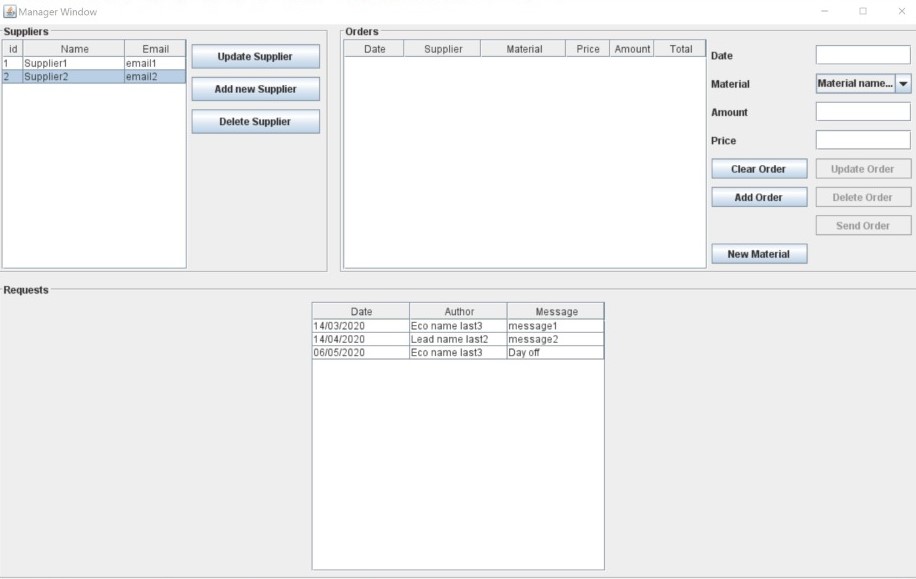 Manager Window
Suppliers
id Name Email
1 Supplier1 email1
2 Supplier2 email2
Update Supplier
Add new Supplier
Delete Supplier
Orders
Date Supplier Material Price Amount Total
Date
Material Material name...
Amount
Price
Clear Order Update Order
Add Order Delete Order
Send Order
New Material
Requests
Date Author Message
14/03/2020 Eco name last3 message1
14/04/2020 Lead name last2 message2
06/05/2020 Eco name last3 Day off